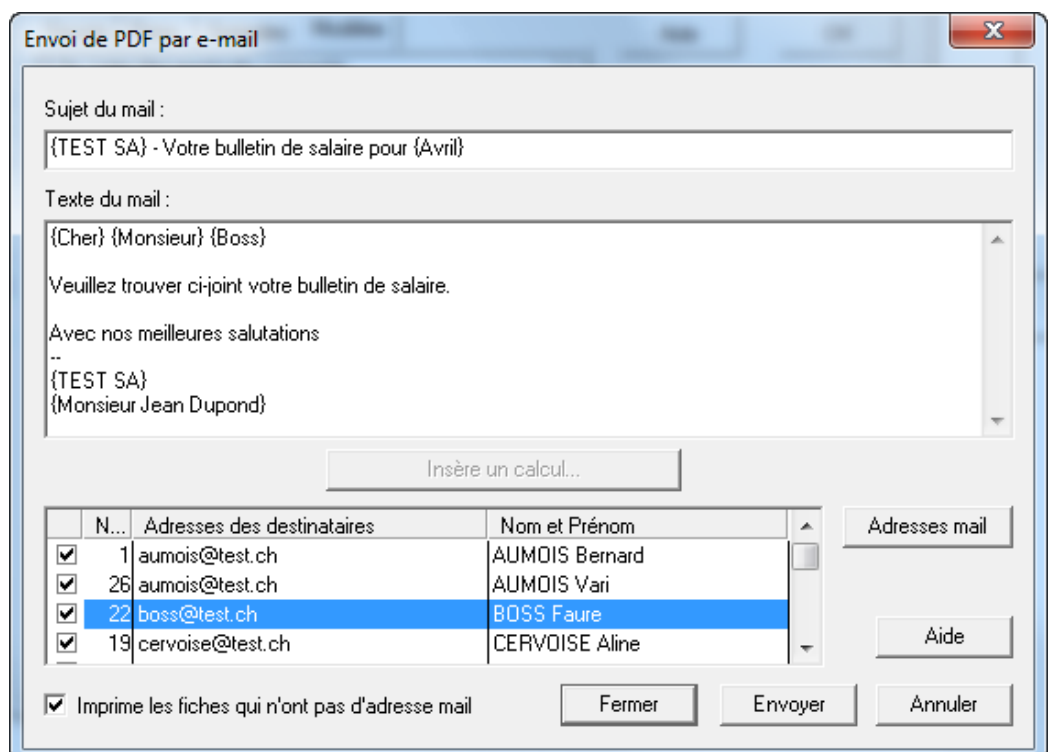 Envoi de PDF par e-mail
Sujet du mail :
{TEST SA} - Votre bulletin de salaire pour {Avril}
Texte du mail :
{Cher} {Monsieur} {Boss}
Veuillez trouver ci-joint votre bulletin de salaire.
Avec nos meilleures salutations
--
{TEST SA}
{Monsieur Jean Dupond}
Insère un calcul...
N... Adresses des destinataires Nom et Prénom
Adresses mail
1 aumois@test.ch AUMOIS Bernard
26 aumois@test.ch AUMOIS Vari
22 boss@test.ch BOSS Faure
19 cervoise@test.ch CERVOISE Aline
Aide
Imprime les fiches qui n'ont pas d'adresse mail
Fermer Envoyer Annuler